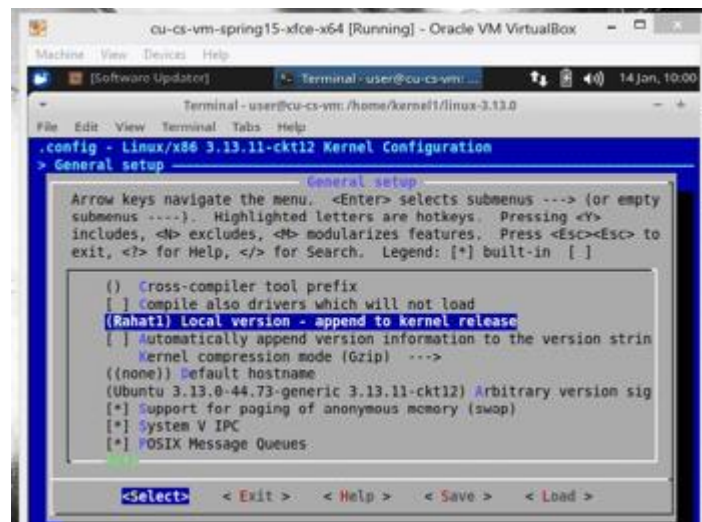 cu-cs-vm-spring15-xfce-x64 [Running] - Oracle VM VirtualBox
Machine View Devices Help
[Software Updater] Terminal - user@cu-cs-vm: ... 14 Jan, 10:00
Terminal - user@cu-cs-vm: /home/kernel1/linux-3.13.0
File Edit View Terminal Tabs Help
.config - Linux/x86 3.13.11-ckt12 Kernel Configuration
> General setup
General setup
Arrow keys navigate the menu. <Enter> selects submenus ---> (or empty
submenus ----). Highlighted letters are hotkeys. Pressing <Y>
includes, <N> excludes, <M> modularizes features. Press <Esc><Esc> to
exit, <?> for Help, </> for Search. Legend: [*] built-in [ ]
() Cross-compiler tool prefix
[ ] Compile also drivers which will not load
(Rahat1) Local version - append to kernel release
[ ] Automatically append version information to the version strin
Kernel compression mode (Gzip) --->
((none)) Default hostname
(Ubuntu 3.13.0-44.73-generic 3.13.11-ckt12) Arbitrary version sig
[*] Support for paging of anonymous memory (swap)
[*] System V IPC
[*] POSIX Message Queues
<Select> < Exit > < Help > < Save > < Load >